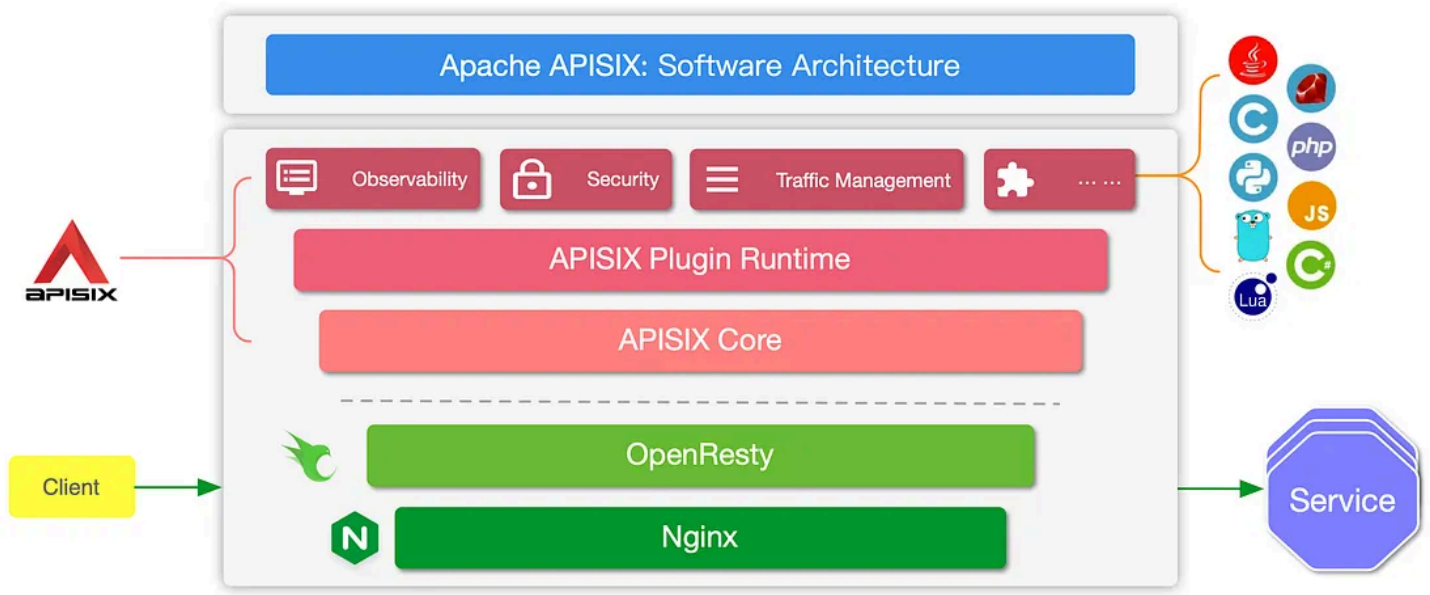 Apache APISIX: Software Architecture
Observability
Security
Traffic Management
... ...
APISIX Plugin Runtime
APISIX Core
OpenResty
Nginx
APISIX
Client
Service
N
C
php
JS
C#
Lua